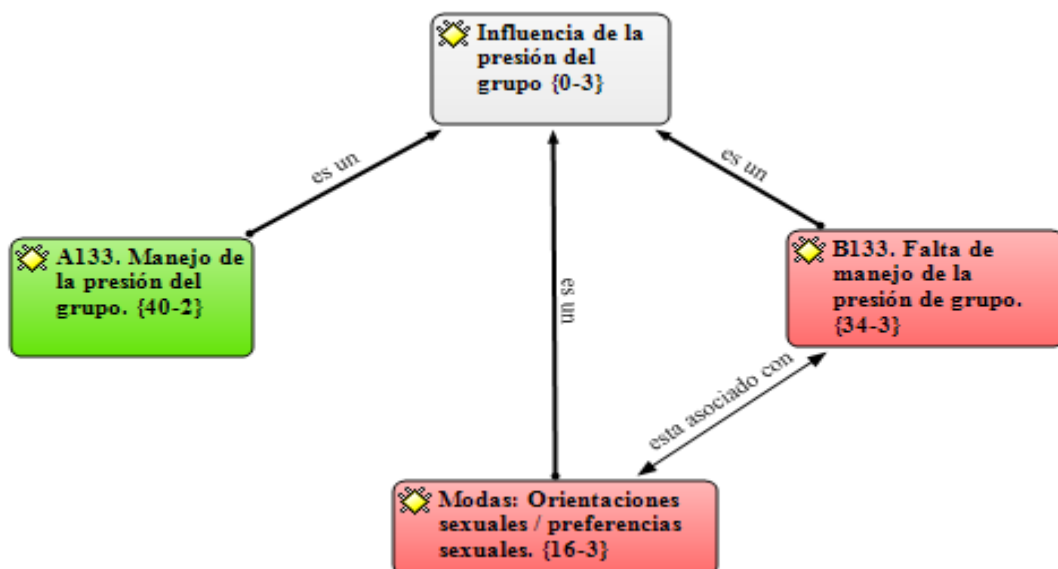 Influencia de la
presión del
grupo {0-3}
es un
es un
es un
A133. Manejo de
la presión del
grupo. {40-2}
B133. Falta de
manejo de la
presión de grupo.
{34-3}
esta asociado con
Modas: Orientaciones
sexuales / preferencias
sexuales. {16-3}